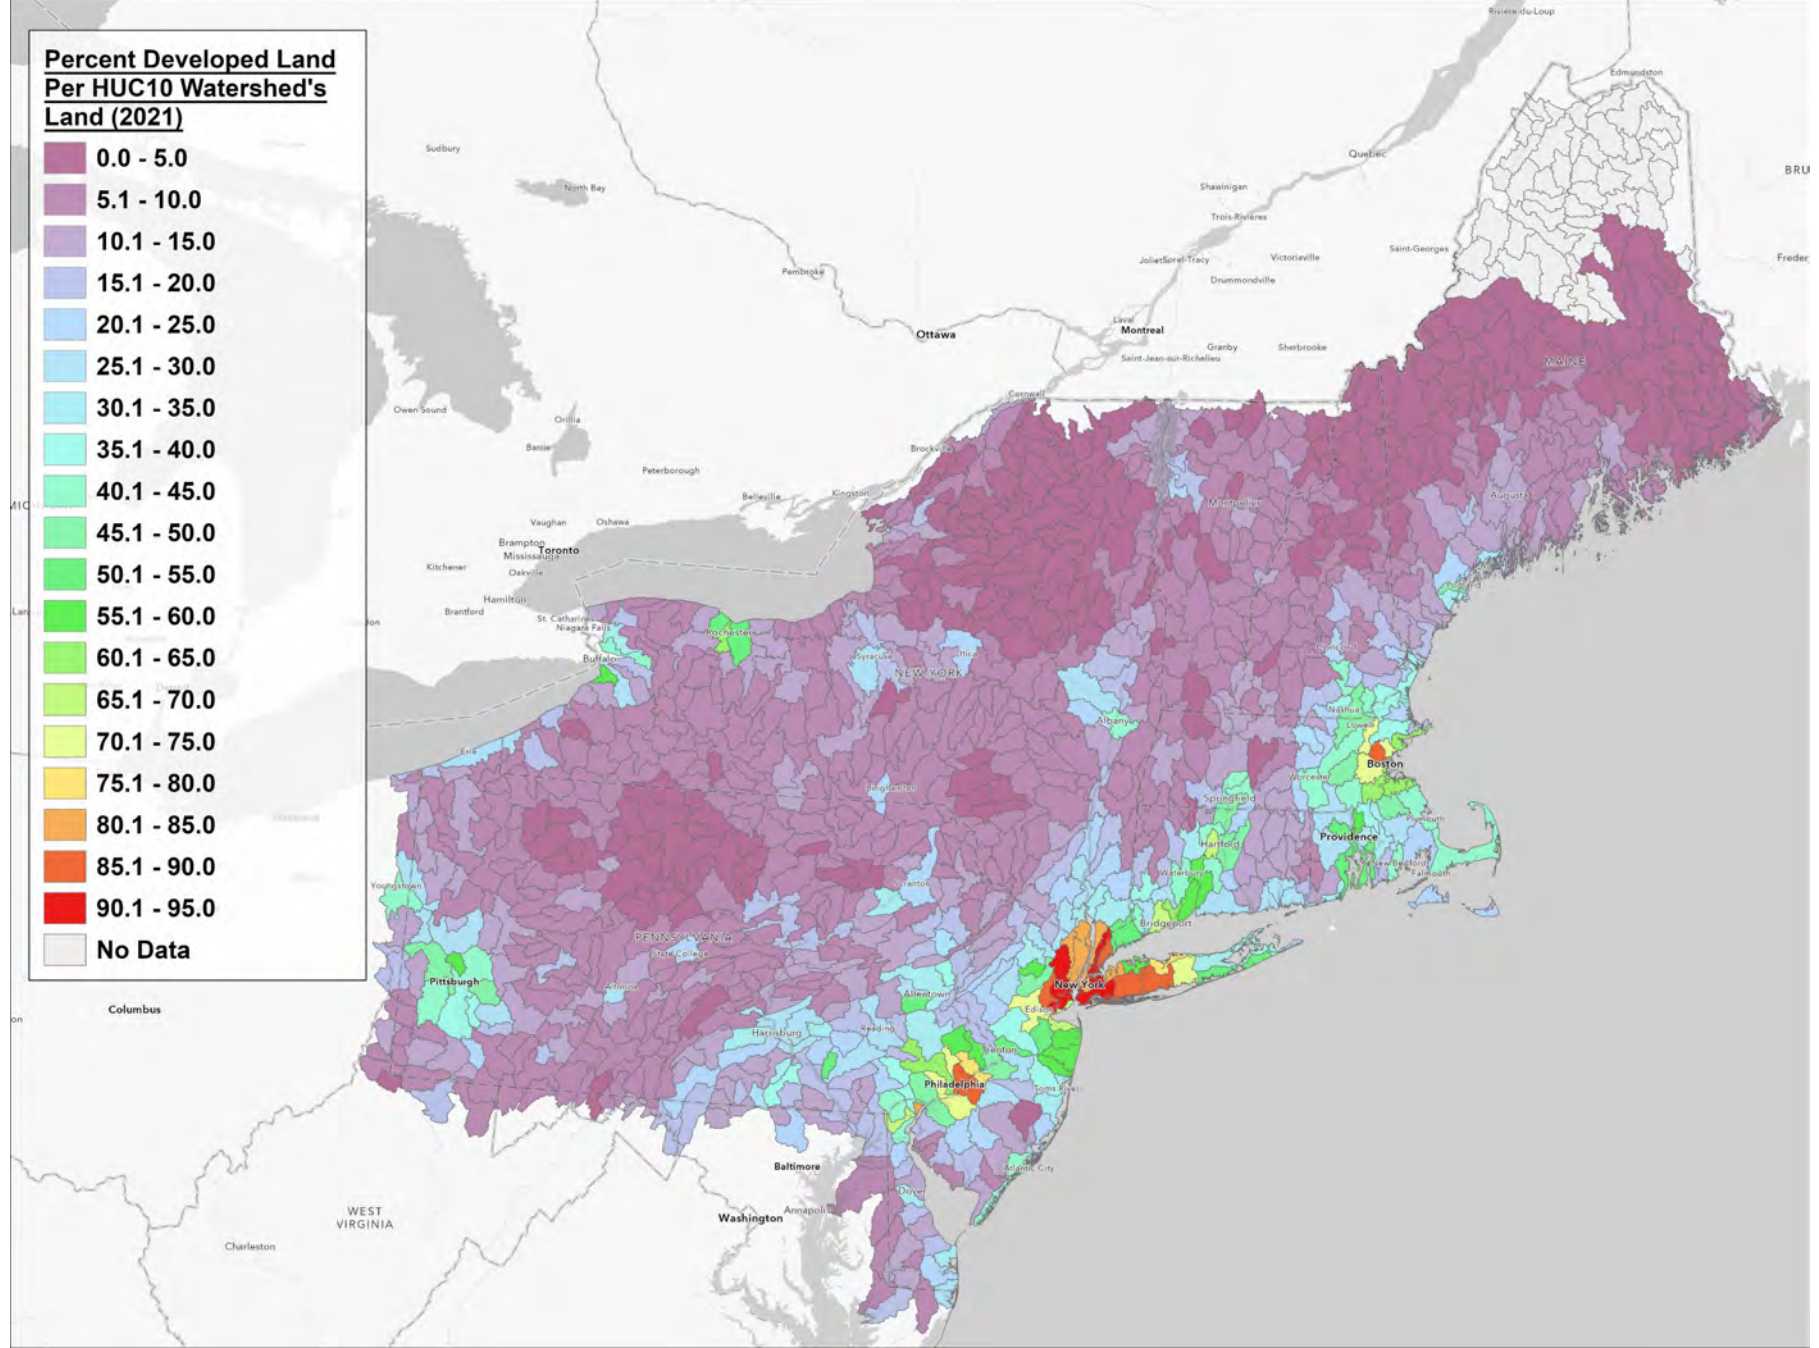 Percent Developed Land
Per HUC10 Watershed's
Land (2021)
0.0 - 5.0
5.1 - 10.0
10.1 - 15.0
15.1 - 20.0
20.1 - 25.0
25.1 - 30.0
30.1 - 35.0
35.1 - 40.0
40.1 - 45.0
45.1 - 50.0
50.1 - 55.0
55.1 - 60.0
60.1 - 65.0
65.1 - 70.0
70.1 - 75.0
75.1 - 80.0
80.1 - 85.0
85.1 - 90.0
90.1 - 95.0
No Data
Rivière-du-Loup
Edmundston
Sudbury
Quebec
BRU
North Bay
Shawinigan
Trois-Rivières
Saint-Georges
Joliet
Sorel-Tracy
Victoriaville
Freder
Pembroke
Drummondville
Laval
Montreal
Ottawa
Granby
Sherbrooke
Saint-Jean-sur-Richelieu
MAINE
Cornwall
Owen Sound
Orillia
Barrie
Brockville
Peterborough
Belleville
Kingston
Augusta
Montpelier
Vaughan
Oshawa
Brampton
Toronto
Mississauga
Kitchener
Oakville
Portland
Hamilton
Brantford
St. Catharines
Niagara Falls
Rochester
Buffalo
Syracuse
Utica
NEW YORK
Concord
Nashua
Albany
Lowell
Erie
Boston
Worcester
Binghamton
Springfield
Plymouth
Providence
Hartford
New Bedford
Falmouth
Waterbury
Youngstown
Scranton
Bridgeport
PENNSYLVANIA
State College
Pittsburgh
New York
Altoona
Allentown
Columbus
Edison
Harrisburg
Reading
Trenton
Philadelphia
Toms River
Baltimore
Atlantic City
Dover
WEST
VIRGINIA
Washington
Annapolis
Charleston